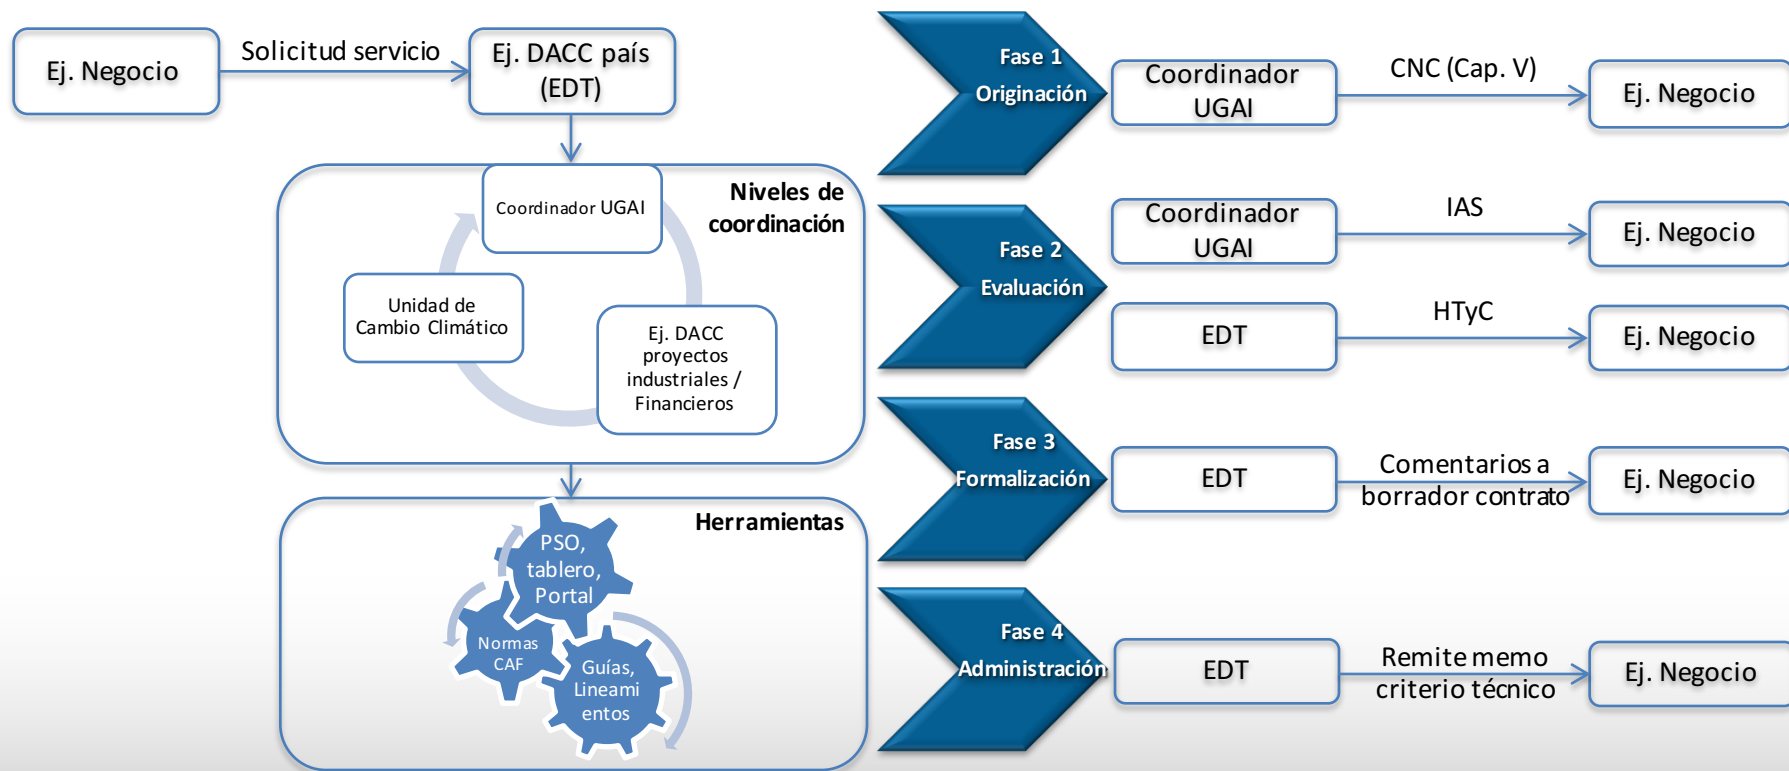 Ej. Negocio
Solicitud servicio
Ej. DACC país
(EDT)
Niveles de
coordinación
Coordinador UGAI
Unidad de
Cambio Climático
Ej. DACC
proyectos
industriales /
Financieros
Herramientas
PSO,
tablero,
Portal
Normas
CAF
Guías,
Lineami
entos
Fase 1
Originación
Coordinador
UGAI
CNC (Cap. V)
Ej. Negocio
Fase 2
Evaluación
Coordinador
UGAI
IAS
Ej. Negocio
EDT
HTyC
Ej. Negocio
Fase 3
Formalización
EDT
Comentarios a
borrador contrato
Ej. Negocio
Fase 4
Administración
EDT
Remite memo
criterio técnico
Ej. Negocio